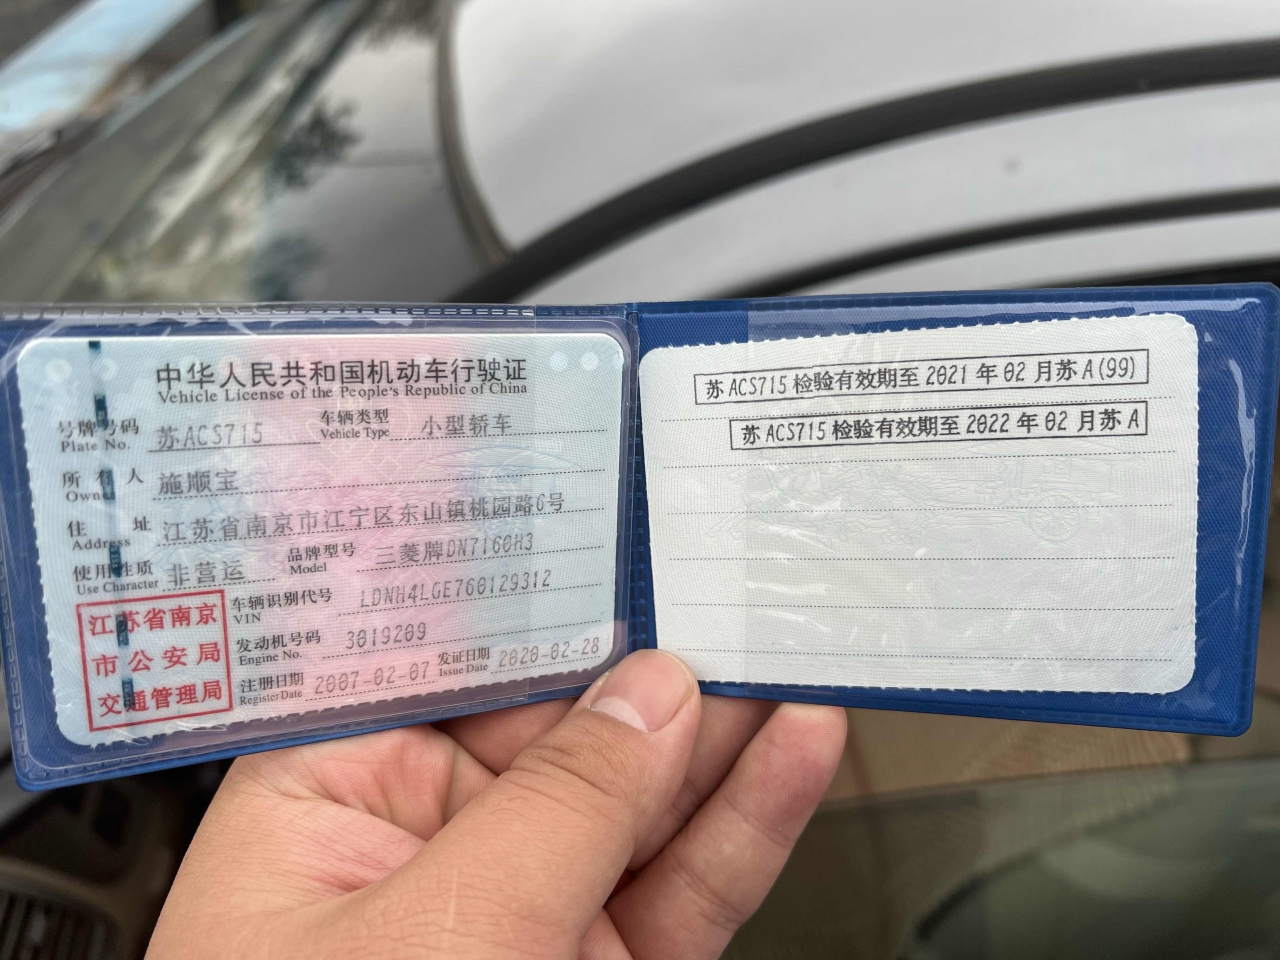 中华人民共和国机动车行驶证
Vehicle License of the People's Republic of China
号牌号码 苏ACS715 车辆类型 小型轿车
Plate No. Vehicle Type
所有人 施顺宝
Owner
住址 江苏省南京市江宁区东山镇桃园路6号
Address
使用性质 非营运 品牌型号 三菱牌DN7160H3
Use Character Model
江苏省南京
市公安局
交通管理局
车辆识别代号 LDNH4LGE760129312
VIN
发动机号码 3019209
Engine No.
注册日期 2007-02-07 发证日期 2020-02-28
Register Date Issue Date
苏ACS715检验有效期至2021年02月苏A(99)
苏ACS715检验有效期至2022年02月苏A